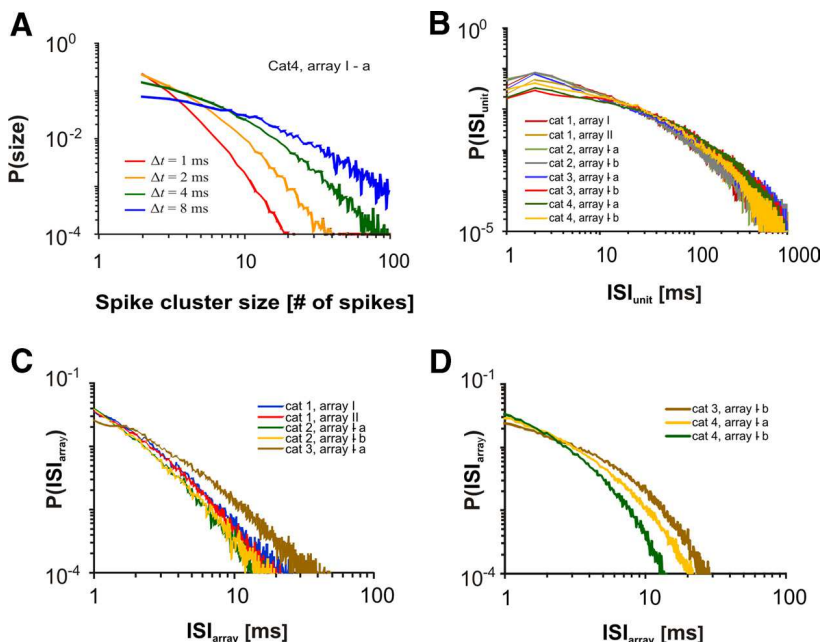 A
10^0
Cat4, array I - a
P(size)
10^-2
Δt = 1 ms
Δt = 2 ms
Δt = 4 ms
Δt = 8 ms
10^-4
1 10 100
Spike cluster size [# of spikes]
B
10^0
P(ISI_unit)
cat 1, array I
cat 1, array II
cat 2, array I- a
cat 2, array I- b
cat 3, array I- a
cat 3, array I- b
cat 4, array I- a
cat 4, array I- b
10^-5
1 10 100 1000
ISI_unit [ms]
C
10^-1
P(ISI_array)
cat 1, array I
cat 1, array II
cat 2, array I- a
cat 2, array I- b
cat 3, array I- a
10^-4
1 10 100
ISI_array [ms]
D
10^-1
P(ISI_array)
cat 3, array I- b
cat 4, array I- a
cat 4, array I- b
10^-4
1 10 100
ISI_array [ms]